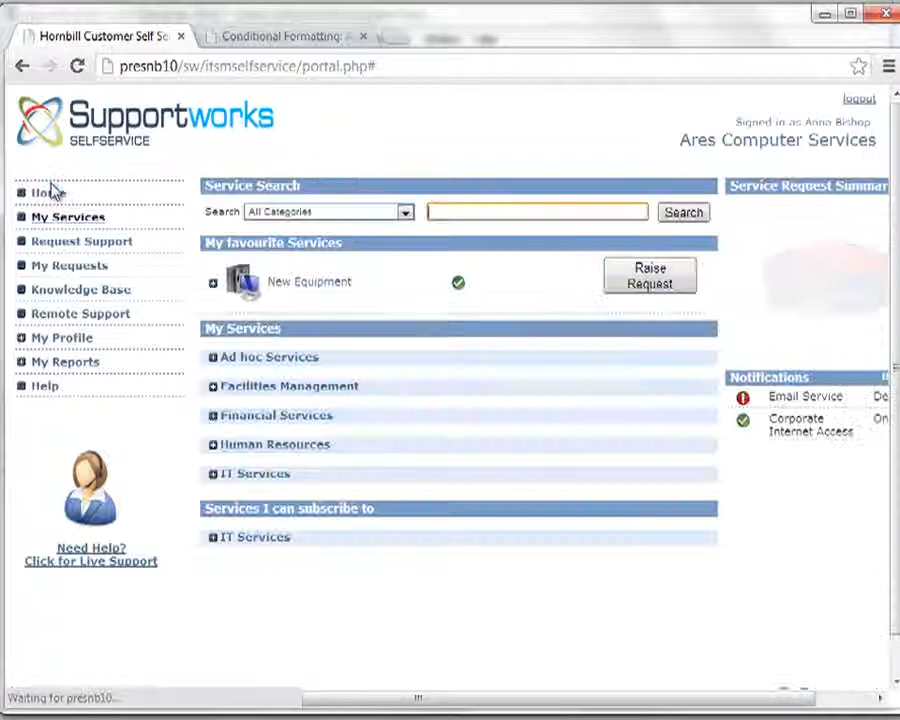 Hornbill Customer Self Se
Conditional Formatting:
presnb10/sw/itsmselfservice/portal.php#
Supportworks
SELFSERVICE
logout
Signed in as Anna Bishop
Ares Computer Services
Home
My Services
Request Support
My Requests
Knowledge Base
Remote Support
My Profile
My Reports
Help
Need Help?
Click for Live Support
Service Search
Search All Categories Search
My favourite Services
New Equipment
Raise
Request
My Services
Ad hoc Services
Facilities Management
Financial Services
Human Resources
IT Services
Services I can subscribe to
IT Services
Service Request Summar
Notifications
Email Service De
Corporate On
Internet Access
Waiting for presnb10...